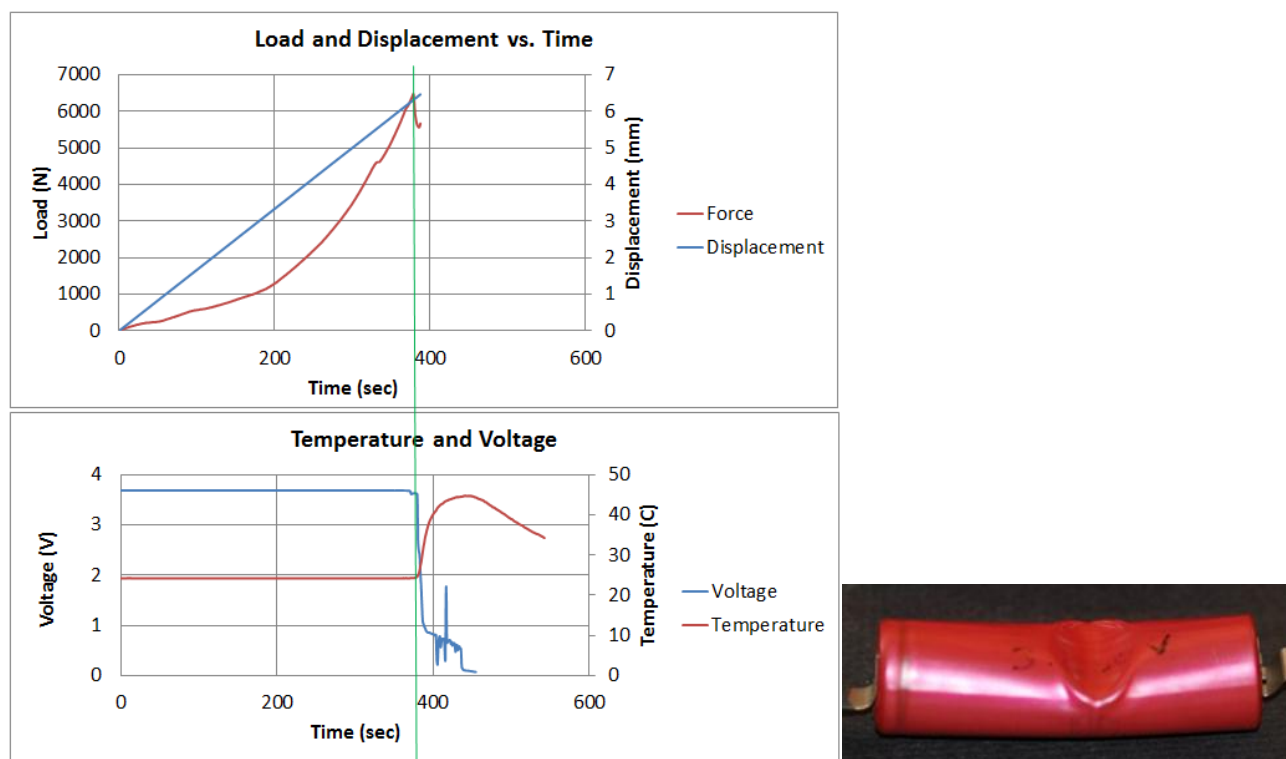 Load and Displacement vs. Time
7000
6000
5000
4000
3000
2000
1000
0
Load (N)
7
6
5
4
3
2
1
0
Displacement (mm)
0 200 400 600
Time (sec)
Force
Displacement
Temperature and Voltage
4
3
2
1
0
Voltage (V)
50
40
30
20
10
0
Temperature (C)
0 200 400 600
Time (sec)
Voltage
Temperature